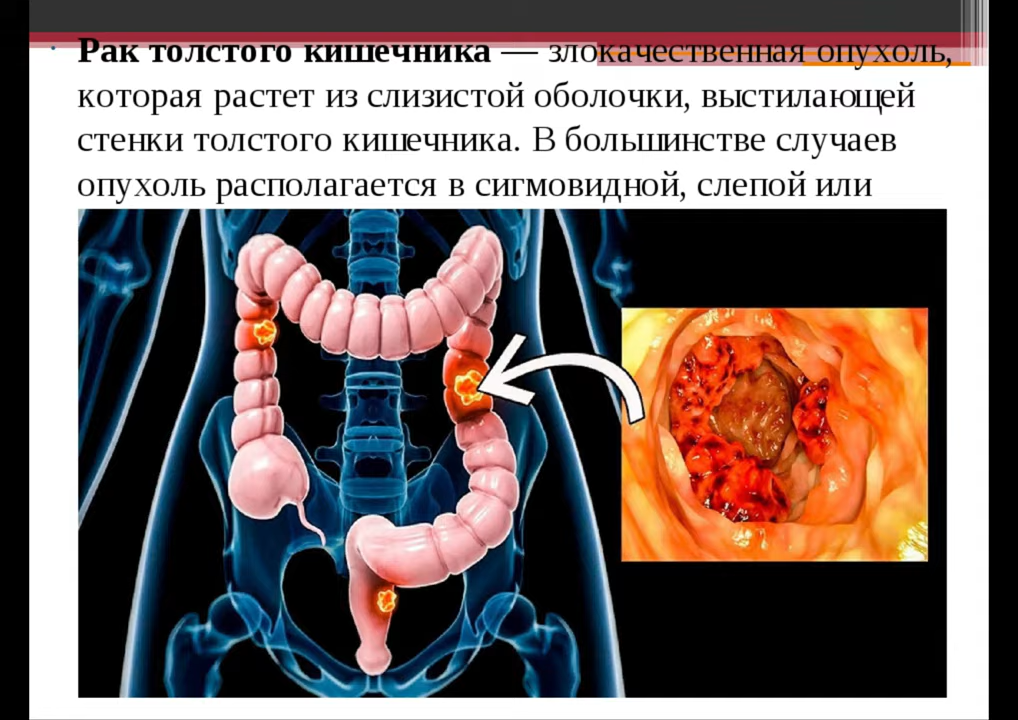 Рак толстого кишечника — злокачественная опухоль,
которая растет из слизистой оболочки, выстилающей
стенки толстого кишечника. В большинстве случаев
опухоль располагается в сигмовидной, слепой или